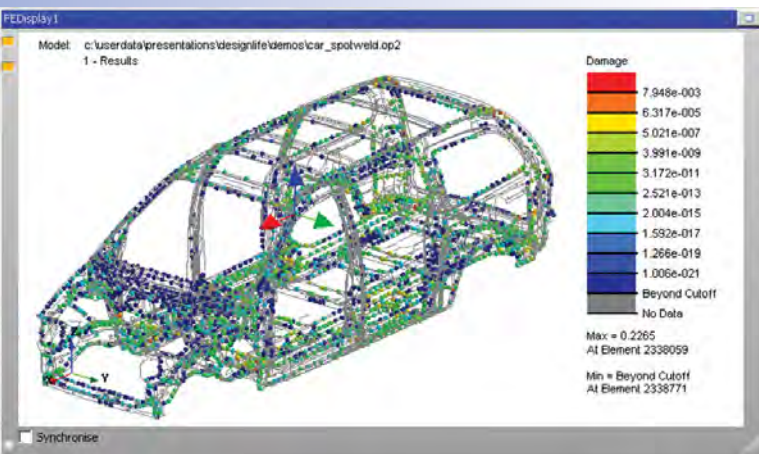 FEDisplay1
Model: c:\userdata\presentations\designlife\demos\car_spotweld.op2
1 - Results
Damage
7.948e-003
6.317e-005
5.021e-007
3.991e-009
3.172e-011
2.521e-013
2.004e-015
1.592e-017
1.266e-019
1.006e-021
Beyond Cutoff
No Data
Max = 0.2265
At Element 2338059
Min = Beyond Cutoff
At Element 2338771
Y
Synchronise